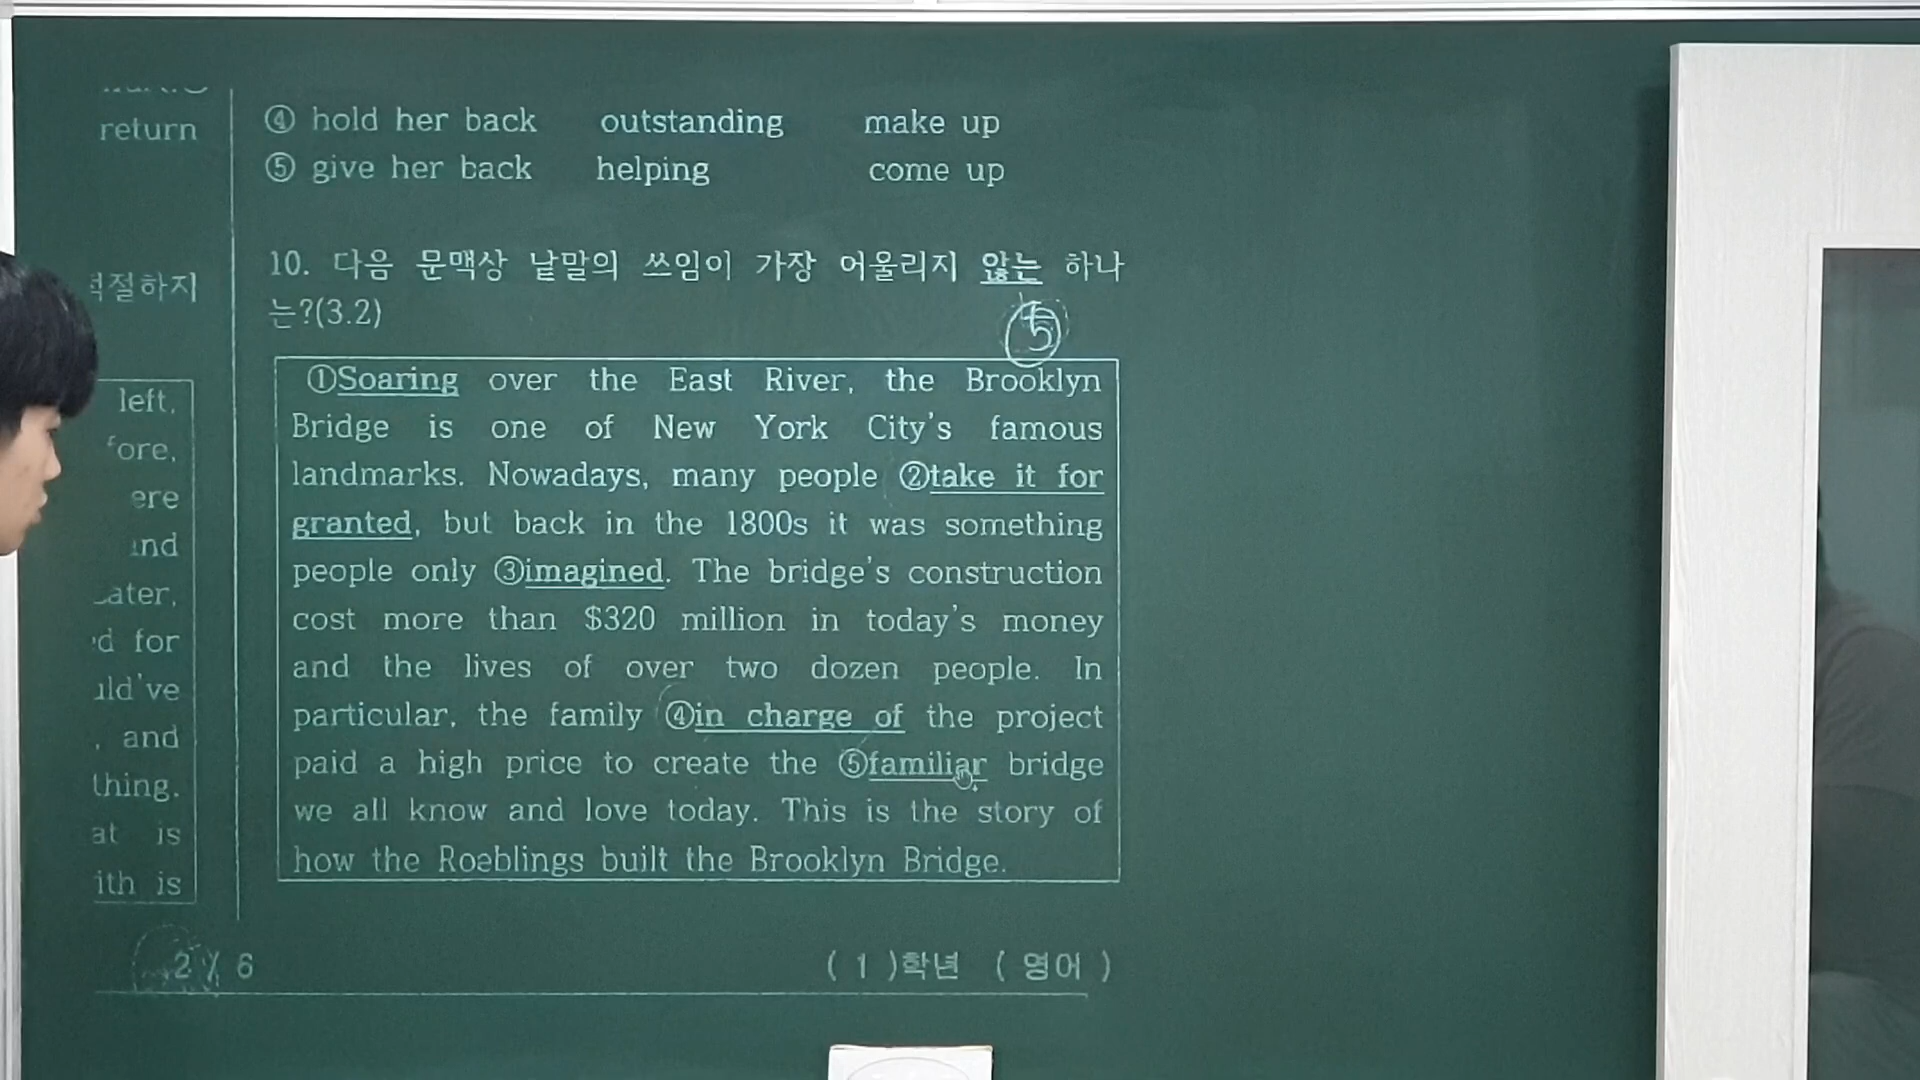 return
④ hold her back outstanding make up
⑤ give her back helping come up
10. 다음 문맥상 낱말의 쓰임이 가장 어울리지 않는 하나
는?(3.2)
⑤
①Soaring over the East River, the Brooklyn
Bridge is one of New York City's famous
landmarks. Nowadays, many people ②take it for
granted, but back in the 1800s it was something
people only ③imagined. The bridge's construction
cost more than $320 million in today's money
and the lives of over two dozen people. In
particular, the family ④in charge of the project
paid a high price to create the ⑤familiar bridge
we all know and love today. This is the story of
how the Roeblings built the Brooklyn Bridge.
절하지
left,
ere
and
ater,
d for
uld've
, and
thing.
at is
ith is
2 / 6
( 1 )학년 ( 영어 )